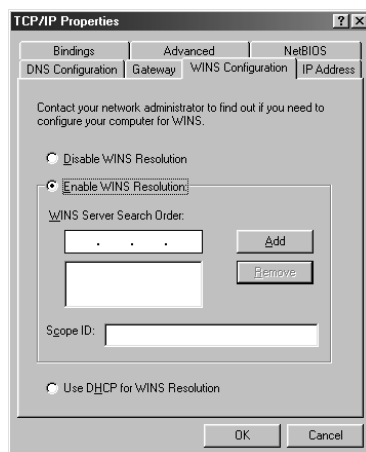 TCP/IP Properties
Bindings Advanced NetBIOS
DNS Configuration Gateway WINS Configuration IP Address
Contact your network administrator to find out if you need to
configure your computer for WINS.
Disable WINS Resolution
Enable WINS Resolution:
WINS Server Search Order:
. . .
Add
Remove
Scope ID:
Use DHCP for WINS Resolution
OK Cancel